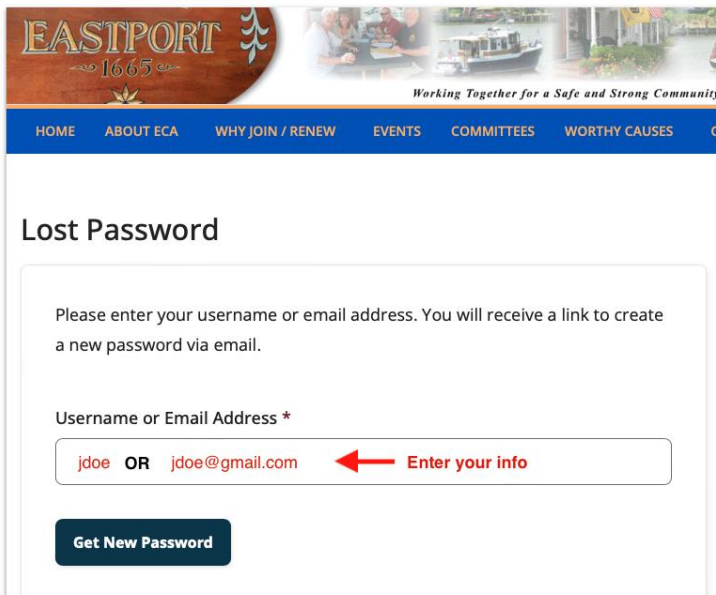 EASTPORT
1665
Working Together for a Safe and Strong Community
HOME ABOUT ECA WHY JOIN / RENEW EVENTS COMMITTEES WORTHY CAUSES
Lost Password
Please enter your username or email address. You will receive a link to create
a new password via email.
Username or Email Address *
jdoe OR jdoe@gmail.com Enter your info
Get New Password